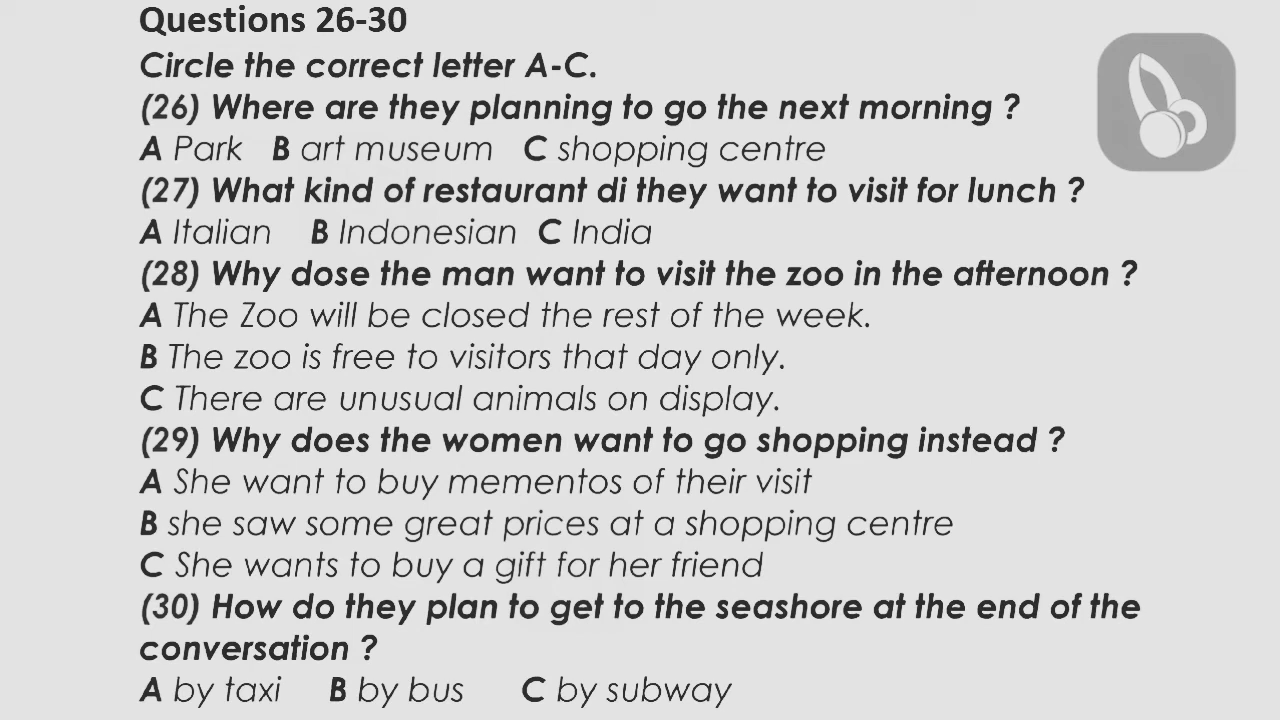 Questions 26-30
Circle the correct letter A-C.
(26) Where are they planning to go the next morning ?
A Park B art museum C shopping centre
(27) What kind of restaurant di they want to visit for lunch ?
A Italian B Indonesian C India
(28) Why dose the man want to visit the zoo in the afternoon ?
A The Zoo will be closed the rest of the week.
B The zoo is free to visitors that day only.
C There are unusual animals on display.
(29) Why does the women want to go shopping instead ?
A She want to buy mementos of their visit
B she saw some great prices at a shopping centre
C She wants to buy a gift for her friend
(30) How do they plan to get to the seashore at the end of the
conversation ?
A by taxi B by bus C by subway